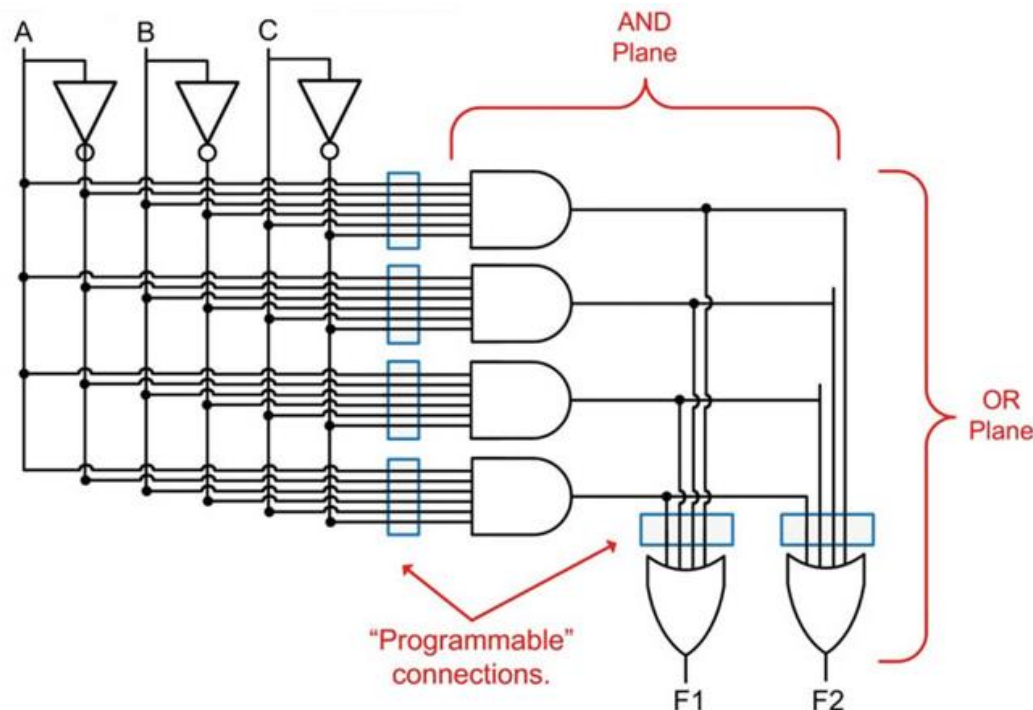 A
B
C
AND
Plane
OR
Plane
“Programmable”
connections.
F1
F2